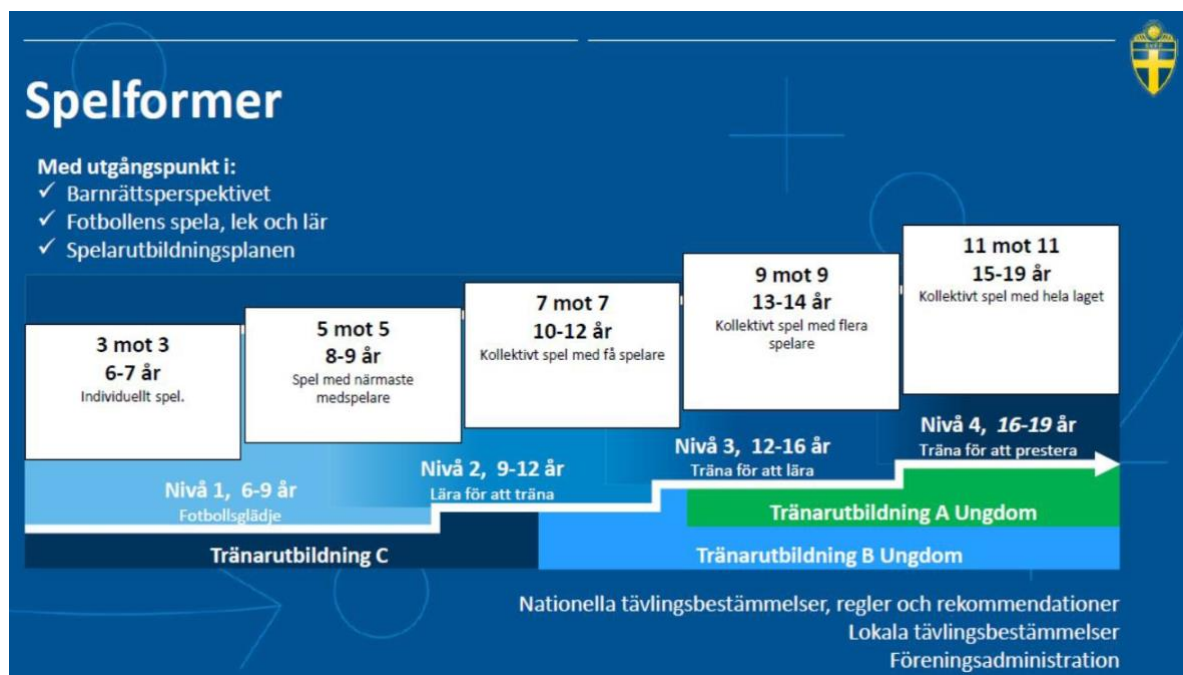 Spelformer
Med utgångspunkt i:
✓ Barnrättsperspektivet
✓ Fotbollens spela, lek och lär
✓ Spelarutbildningsplanen
3 mot 3
6-7 år
Individuellt spel.
5 mot 5
8-9 år
Spel med närmaste
medspelare
7 mot 7
10-12 år
Kollektivt spel med få spelare
9 mot 9
13-14 år
Kollektivt spel med flera
spelare
11 mot 11
15-19 år
Kollektivt spel med hela laget
Nivå 1, 6-9 år
Fotbollsglädje
Nivå 2, 9-12 år
Lära för att träna
Nivå 3, 12-16 år
Träna för att lära
Nivå 4, 16-19 år
Träna för att prestera
Tränarutbildning A Ungdom
Tränarutbildning C
Tränarutbildning B Ungdom
Nationella tävlingsbestämmelser, regler och rekommendationer
Lokala tävlingsbestämmelser
Föreningsadministration